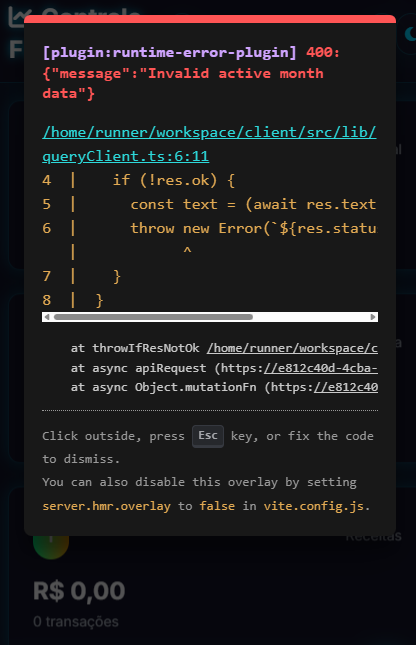 Controle
F
[plugin:runtime-error-plugin] 400:
{"message":"Invalid active month
data"}
/home/runner/workspace/client/src/lib/
queryClient.ts:6:11
4 | if (!res.ok) {
5 | const text = (await res.text
6 | throw new Error(`${res.statu
| ^
7 | }
8 | }
at throwIfResNotOk /home/runner/workspace/c
at async apiRequest (https://e812c40d-4cba-
at async Object.mutationFn (https://e812c40
Click outside, press Esc key, or fix the code
to dismiss.
You can also disable this overlay by setting
server.hmr.overlay to false in vite.config.js.
Receitas
R$ 0,00
0 transações